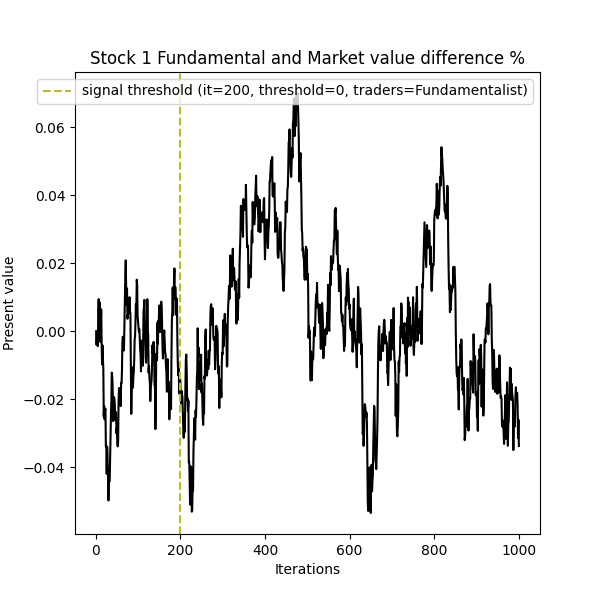 Stock 1 Fundamental and Market value difference %
signal threshold (it=200, threshold=0, traders=Fundamentalist)
0.06
0.04
0.02
0.00
−0.02
−0.04
Present value
0 200 400 600 800 1000
Iterations